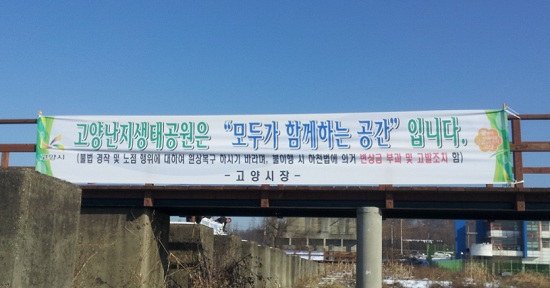 고양난지생태공원은 "모두가 함께하는 공간" 입니다.
고양시
(불법 경작 및 노점 행위에 대하여 원상복구 하시기 바라며, 불이행 시 하천법에 의거 변상금 부과 및 고발조치 함)
- 고 양 시 장 -